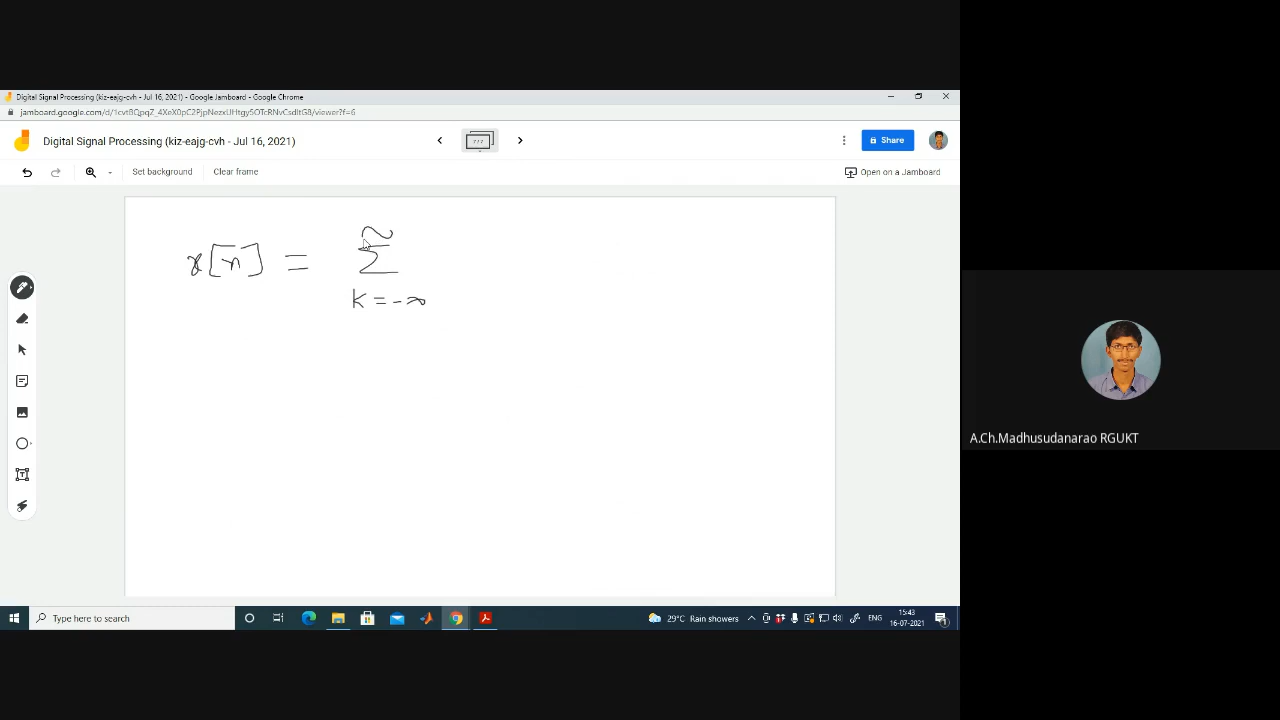 Digital Signal Processing (kiz-eajg-cvh - Jul 16, 2021) - Google Jamboard - Google Chrome
Digital Signal Processing (kiz-eajg-cvh - Jul 16, 2021)
Share
Set background
Clear frame
Open on a Jamboard
x[n] = Σ
k = -∞
A.Ch.Madhusudanarao RGUKT
Type here to search
29°C Rain showers
ENG
15:43
16-07-2021